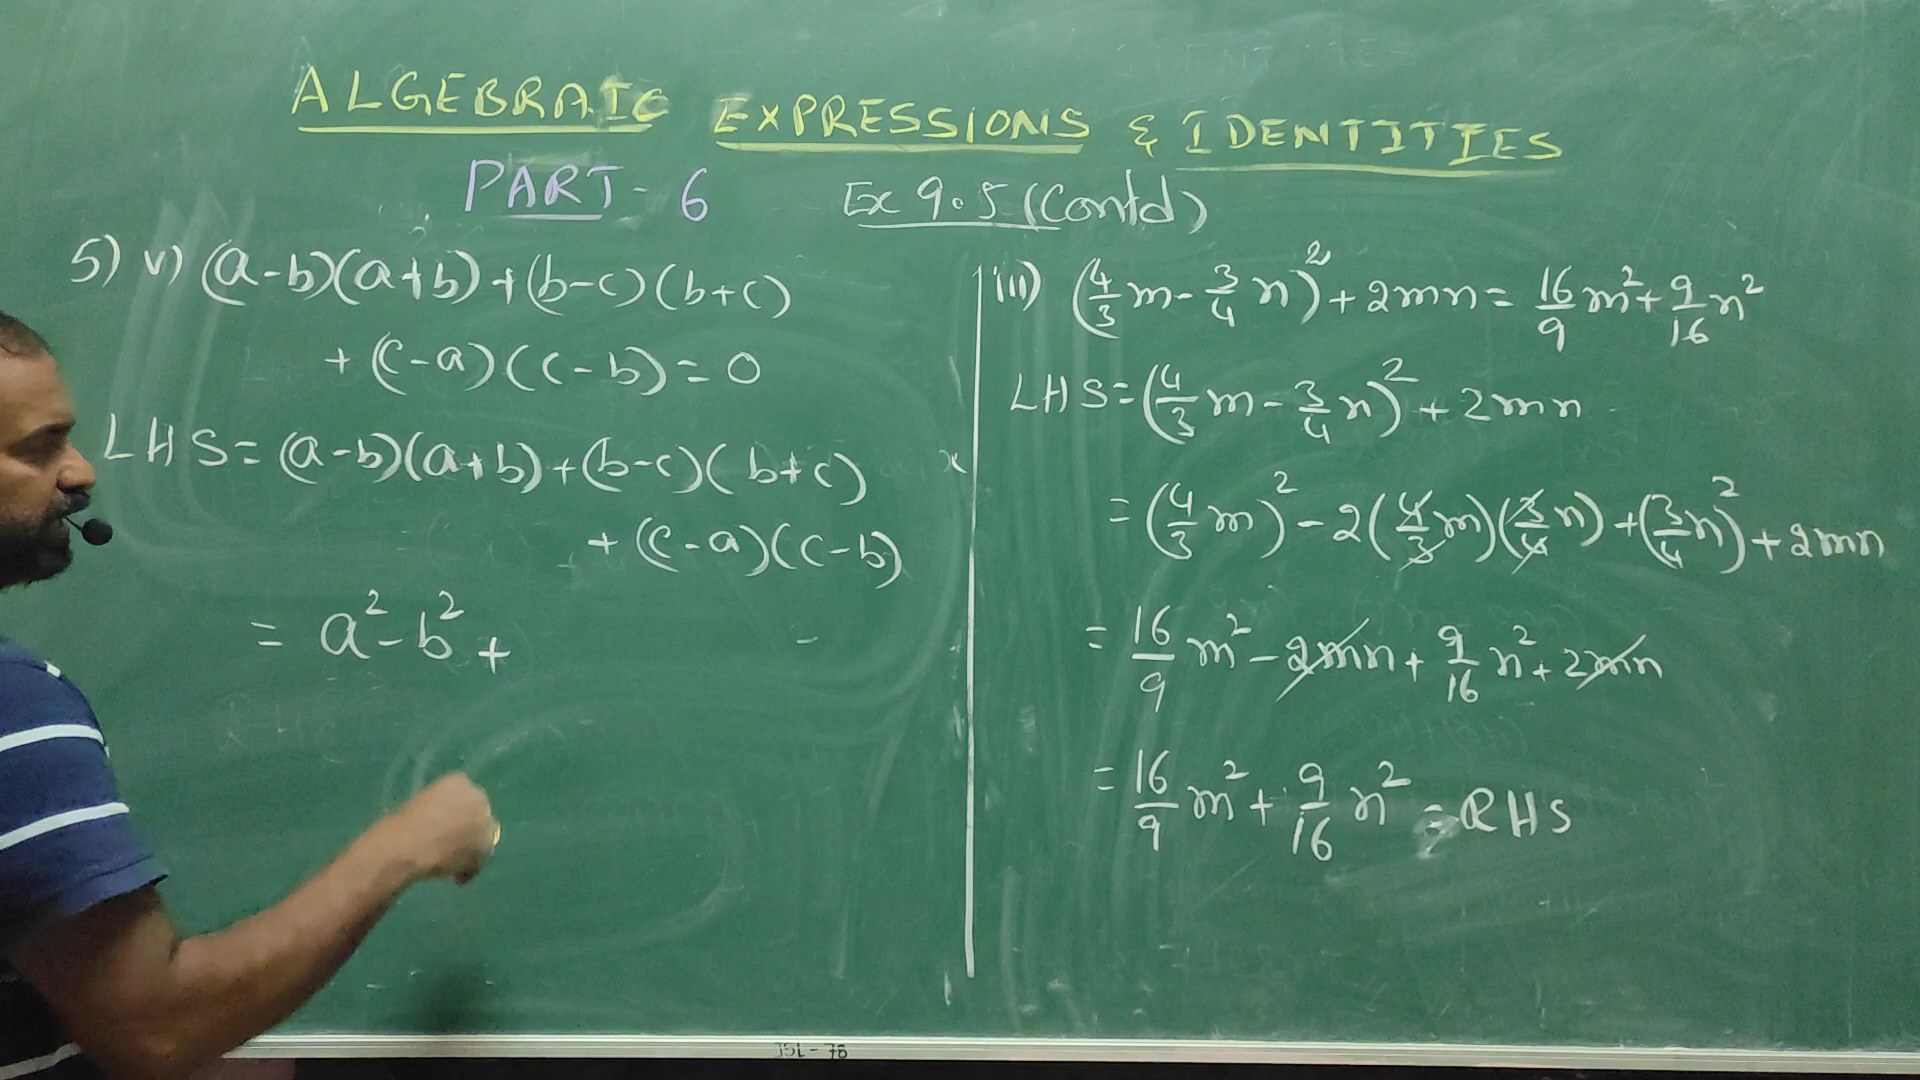 ALGEBRAIC EXPRESSIONS & IDENTITIES
PART - 6 Ex 9.5 (Contd)
5) v) (a-b)(a+b)+(b-c)(b+c)
+ (c-a)(c-b) = 0
LHS = (a-b)(a+b)+(b-c)(b+c)
+ (c-a)(c-b)
= a² - b² +
iii) (4/3 m - 3/4 n)² + 2mn = 16/9 m² + 9/16 n²
LHS = (4/3 m - 3/4 n)² + 2mn
= (4/3 m)² - 2(4/3 m)(3/4 n) + (3/4 n)² + 2mn
= 16/9 m² - 2mn + 9/16 n² + 2mn
= 16/9 m² + 9/16 n² = RHS
JSL - 78